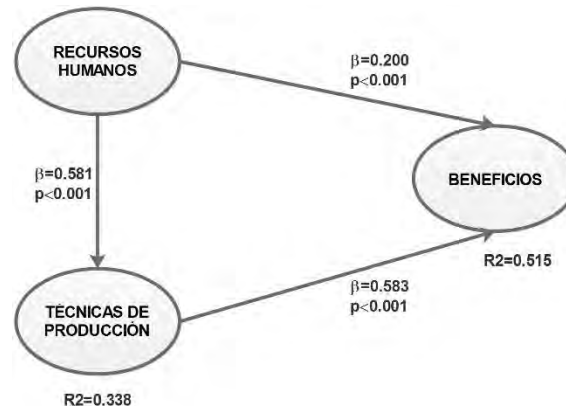 RECURSOS
HUMANOS
β=0.200
p<0.001
β=0.581
p<0.001
BENEFICIOS
R2=0.515
β=0.583
p<0.001
TÉCNICAS DE
PRODUCCIÓN
R2=0.338